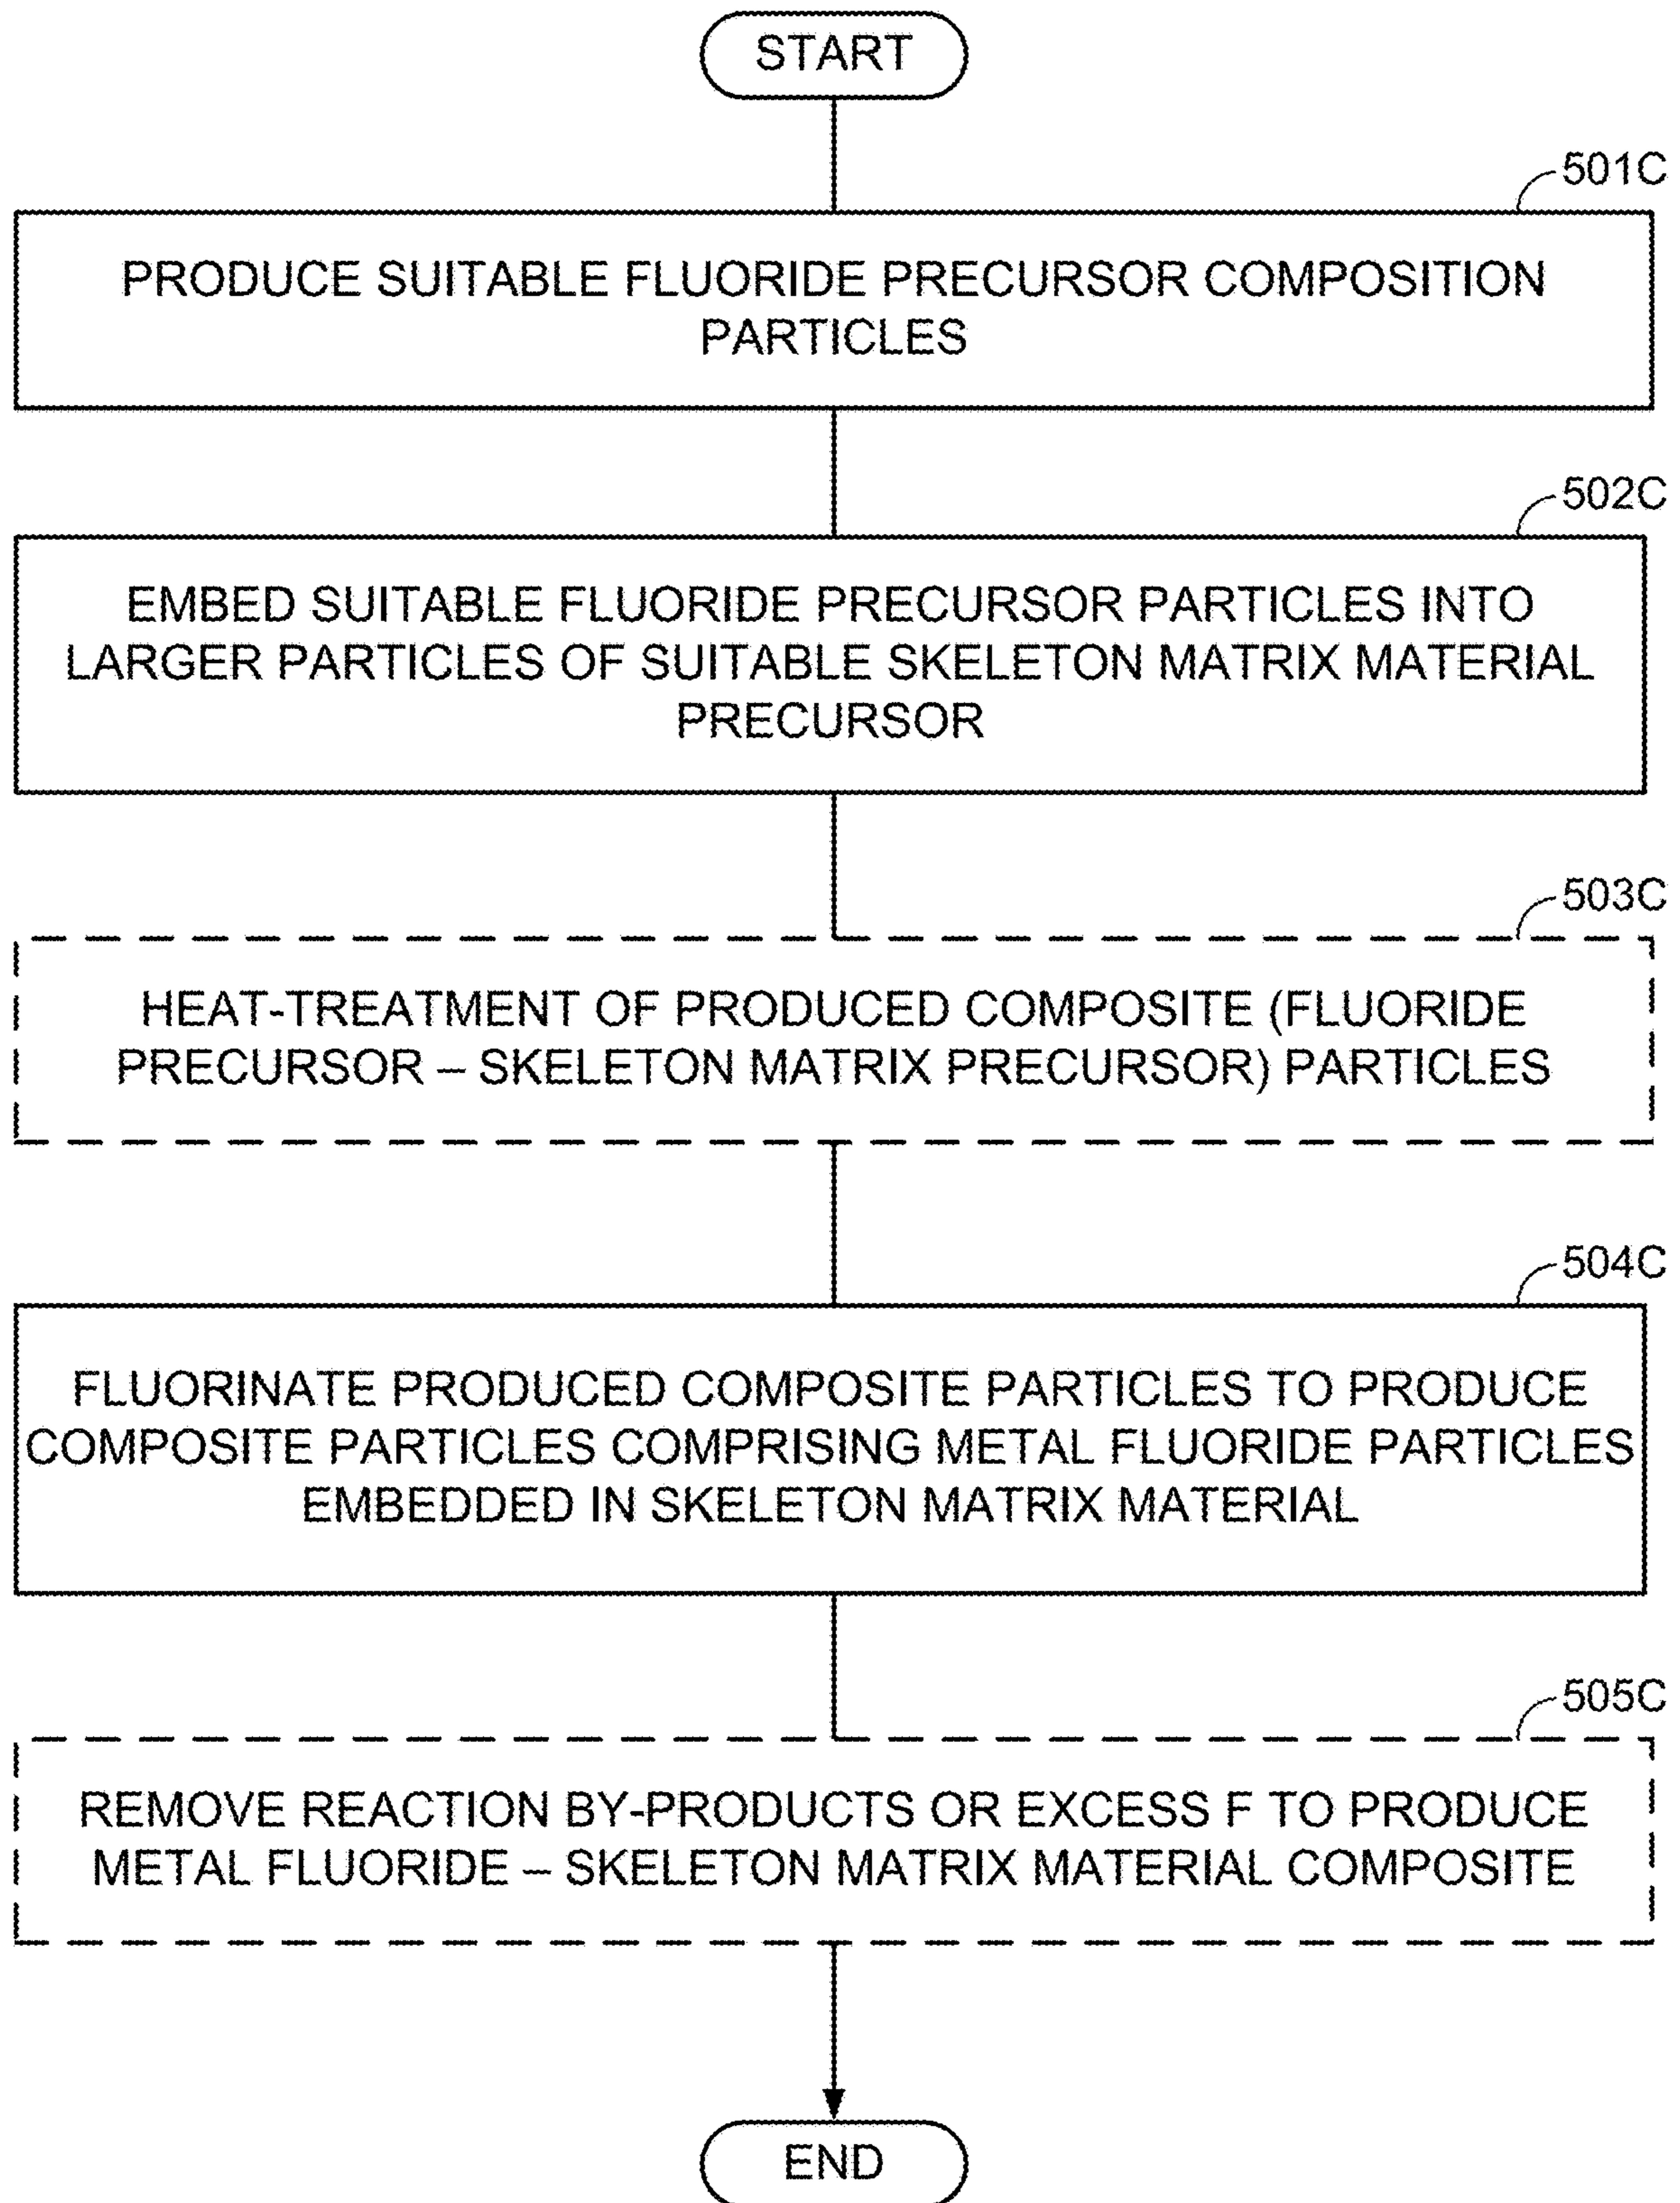 START
501C
PRODUCE SUITABLE FLUORIDE PRECURSOR COMPOSITION
PARTICLES
502C
EMBED SUITABLE FLUORIDE PRECURSOR PARTICLES INTO
LARGER PARTICLES OF SUITABLE SKELETON MATRIX MATERIAL
PRECURSOR
503C
HEAT-TREATMENT OF PRODUCED COMPOSITE (FLUORIDE
PRECURSOR – SKELETON MATRIX PRECURSOR) PARTICLES
504C
FLUORINATE PRODUCED COMPOSITE PARTICLES TO PRODUCE
COMPOSITE PARTICLES COMPRISING METAL FLUORIDE PARTICLES
EMBEDDED IN SKELETON MATRIX MATERIAL
505C
REMOVE REACTION BY-PRODUCTS OR EXCESS F TO PRODUCE
METAL FLUORIDE – SKELETON MATRIX MATERIAL COMPOSITE
END